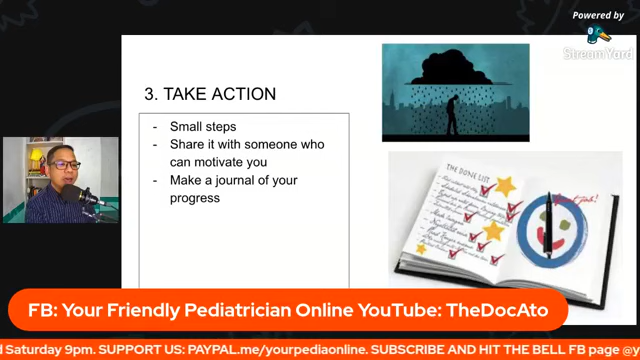 Powered by
StreamYard
3. TAKE ACTION
- Small steps
- Share it with someone who
can motivate you
- Make a journal of your
progress
THE DONE LIST
FB: Your Friendly Pediatrician Online YouTube: TheDocAto
d Saturday 9pm. SUPPORT US: PAYPAL.me/yourpediaonline. SUBSCRIBE AND HIT THE BELL FB page @y